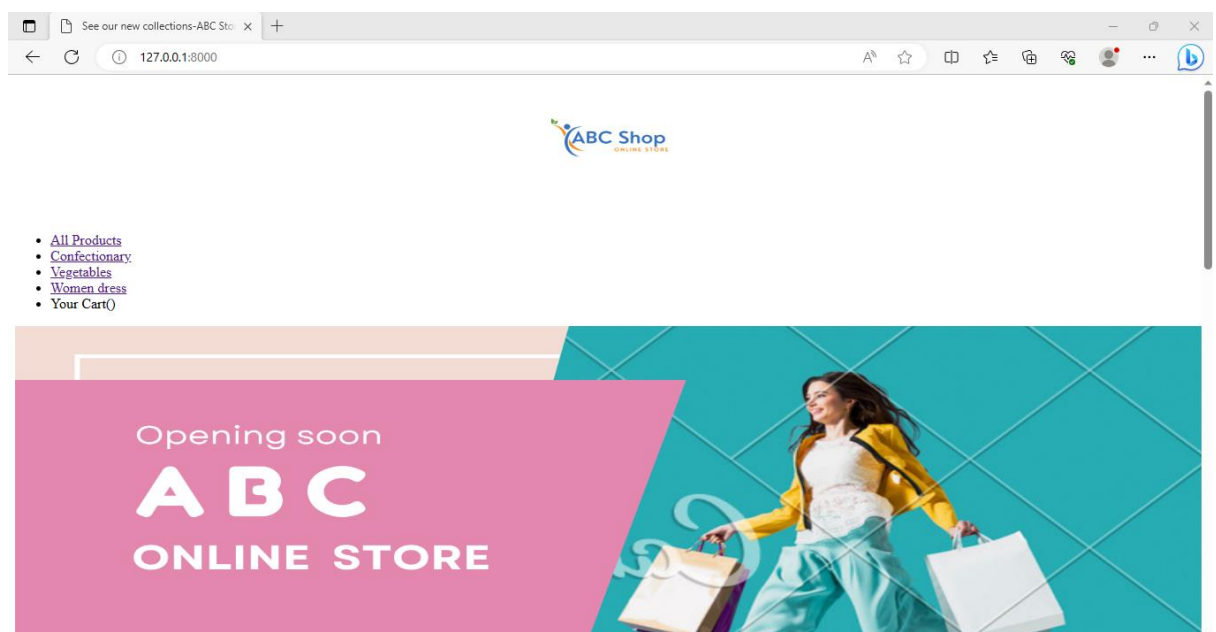 See our new collections-ABC Sto
127.0.0.1:8000
ABC Shop
ONLINE STORE
All Products
Confectionary
Vegetables
Women dress
Your Cart()
Opening soon
ABC
ONLINE STORE